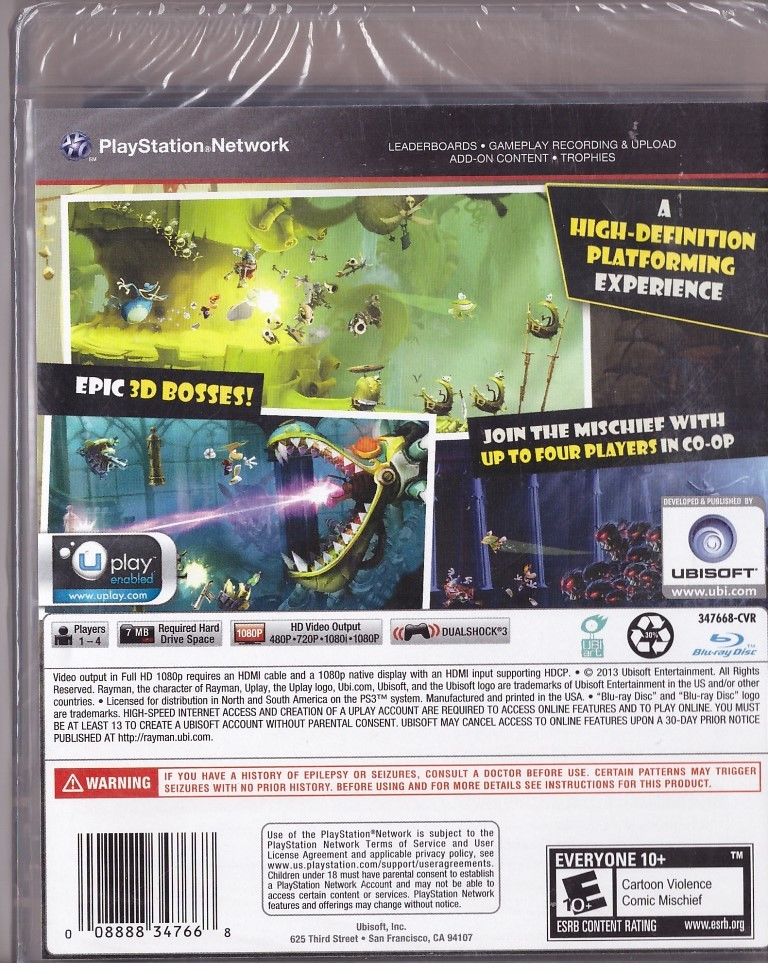 PlayStation®Network
SM
LEADERBOARDS • GAMEPLAY RECORDING & UPLOAD
ADD-ON CONTENT • TROPHIES
A
HIGH-DEFINITION
PLATFORMING
EXPERIENCE
EPIC 3D BOSSES!
JOIN THE MISCHIEF WITH
UP TO FOUR PLAYERS IN CO-OP
U play
enabled
www.uplay.com
DEVELOPED & PUBLISHED BY
UBISOFT®
www.ubi.com
Players
1 – 4
7 MB
Required Hard
Drive Space
1080P
HD Video Output
480P•720P•1080i•1080P
DUALSHOCK®3
UBI
art
30%
347668-CVR
Blu-ray Disc
Video output in Full HD 1080p requires an HDMI cable and a 1080p native display with an HDMI input supporting HDCP. • © 2013 Ubisoft Entertainment. All Rights
Reserved. Rayman, the character of Rayman, Uplay, the Uplay logo, Ubi.com, Ubisoft, and the Ubisoft logo are trademarks of Ubisoft Entertainment in the US and/or other
countries. • Licensed for distribution in North and South America on the PS3™ system. Manufactured and printed in the USA. • "Blu-ray Disc" and "Blu-ray Disc" logo
are trademarks. HIGH-SPEED INTERNET ACCESS AND CREATION OF A UPLAY ACCOUNT ARE REQUIRED TO ACCESS ONLINE FEATURES AND TO PLAY ONLINE. YOU MUST
BE AT LEAST 13 TO CREATE A UBISOFT ACCOUNT WITHOUT PARENTAL CONSENT. UBISOFT MAY CANCEL ACCESS TO ONLINE FEATURES UPON A 30-DAY PRIOR NOTICE
PUBLISHED AT http://rayman.ubi.com.
WARNING
IF YOU HAVE A HISTORY OF EPILEPSY OR SEIZURES, CONSULT A DOCTOR BEFORE USE. CERTAIN PATTERNS MAY TRIGGER
SEIZURES WITH NO PRIOR HISTORY. BEFORE USING AND FOR MORE DETAILS SEE INSTRUCTIONS FOR THIS PRODUCT.
0 08888 34766 8
Use of the PlayStation®Network is subject to the
PlayStation Network Terms of Service and User
License Agreement and applicable privacy policy, see
www.us.playstation.com/support/useragreements.
Children under 18 must have parental consent to establish
a PlayStation Network Account and may not be able to
access certain content or services. PlayStation Network
features and offerings may change without notice.
Ubisoft, Inc.
625 Third Street • San Francisco, CA 94107
EVERYONE 10+ TM
E
10+
Cartoon Violence
Comic Mischief
ESRB CONTENT RATING www.esrb.org